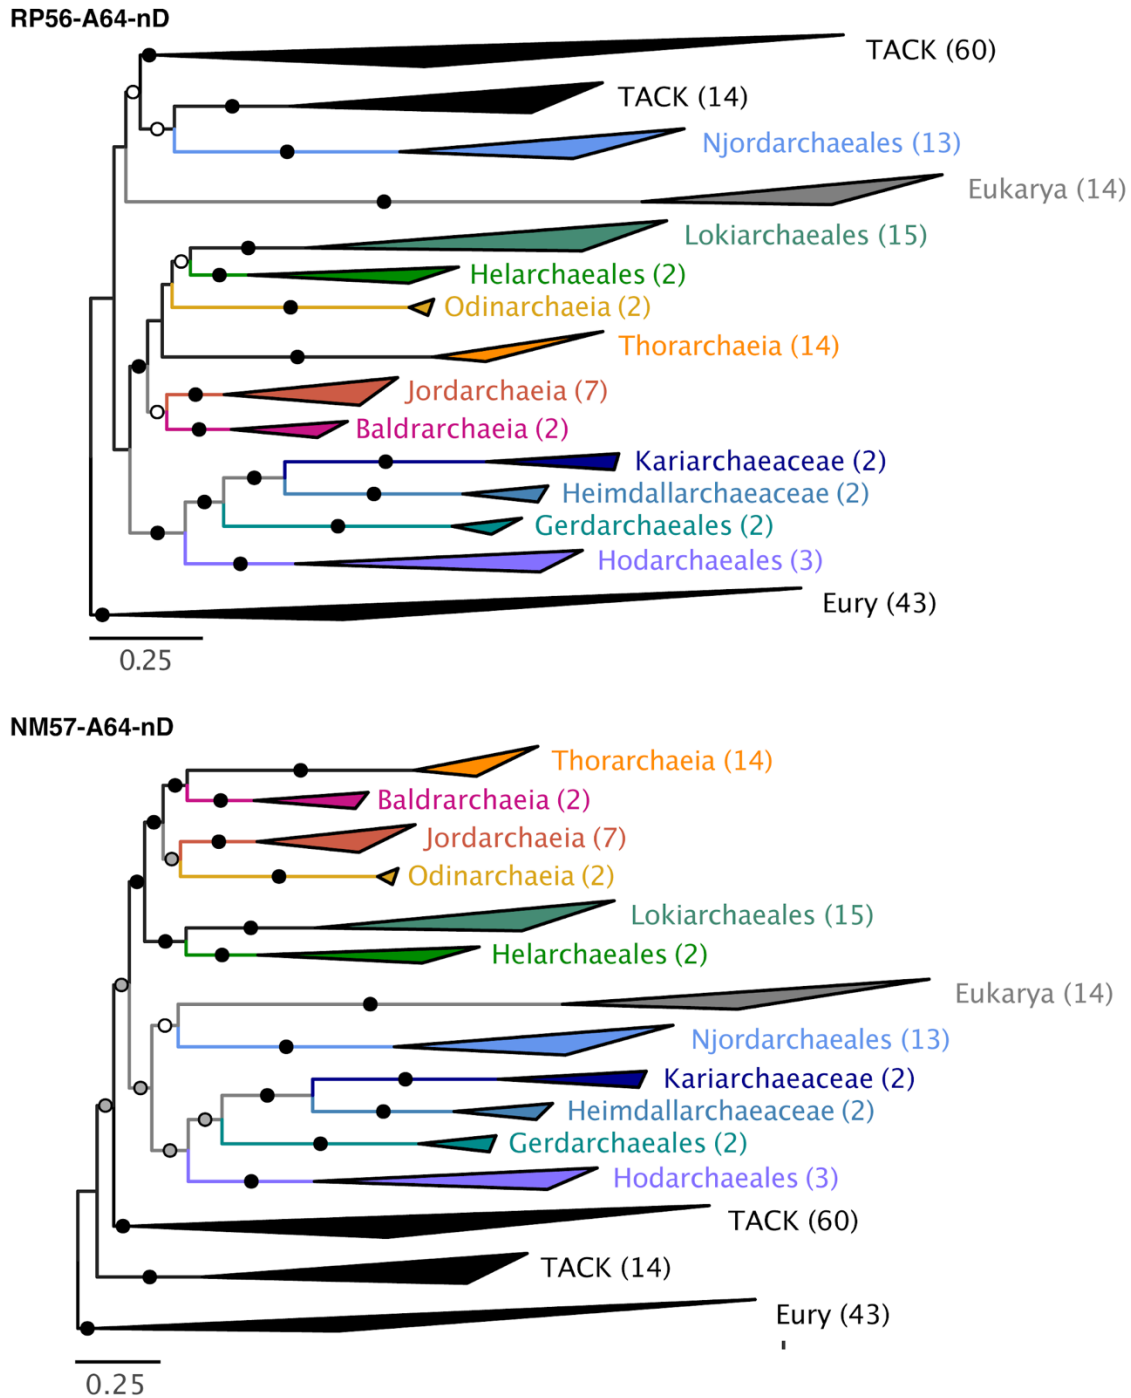 RP56-A64-nD
TACK (60)
TACK (14)
Njordarchaeales (13)
Eukarya (14)
Lokiarchaeales (15)
Helarchaeales (2)
Odinarchaeia (2)
Thorarchaeia (14)
Jordarchaeia (7)
Baldrarchaeia (2)
Kariarchaeaceae (2)
Heimdallarchaeaceae (2)
Gerdarchaeales (2)
Hodarchaeales (3)
Eury (43)
0.25
NM57-A64-nD
Thorarchaeia (14)
Baldrarchaeia (2)
Jordarchaeia (7)
Odinarchaeia (2)
Lokiarchaeales (15)
Helarchaeales (2)
Eukarya (14)
Njordarchaeales (13)
Kariarchaeaceae (2)
Heimdallarchaeaceae (2)
Gerdarchaeales (2)
Hodarchaeales (3)
TACK (60)
TACK (14)
Eury (43)
0.25